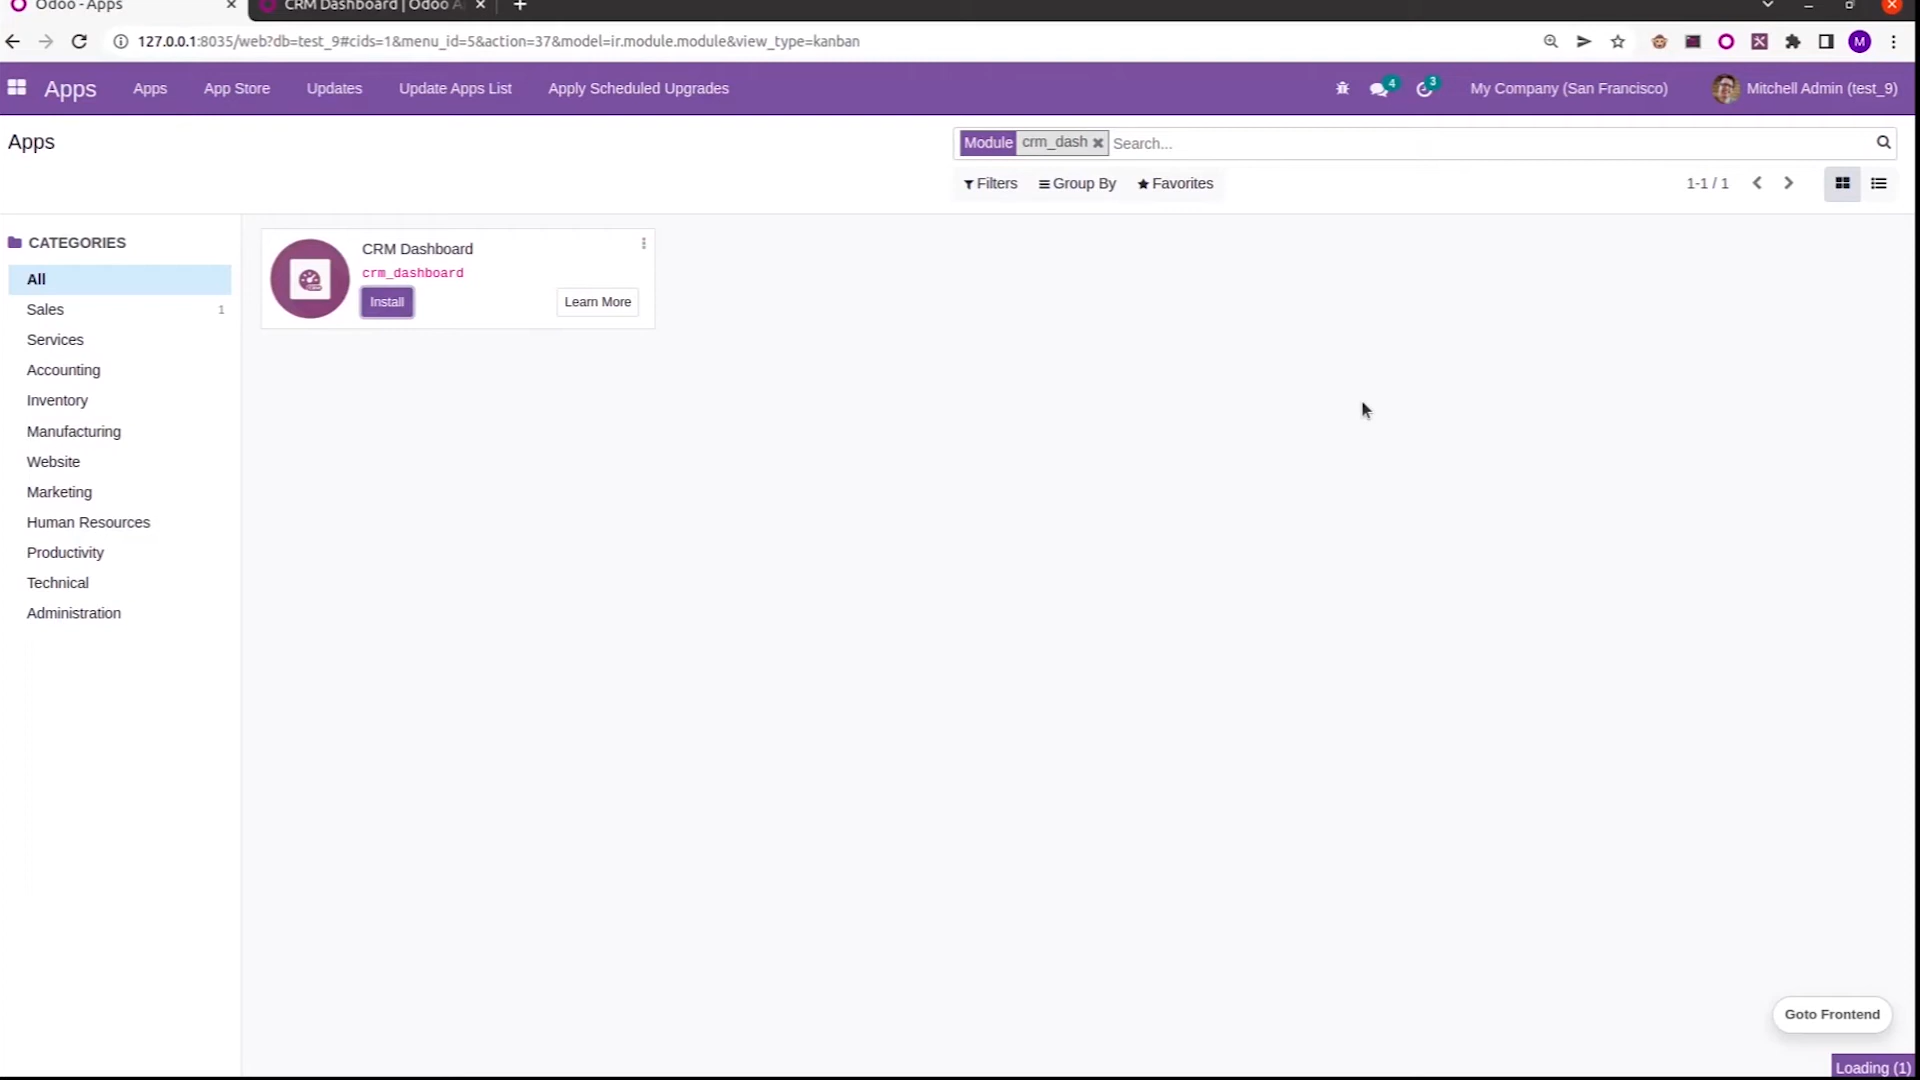 Odoo - Apps
CRM Dashboard | Odoo A
127.0.0.1:8035/web?db=test_9#cids=1&menu_id=5&action=37&model=ir.module.module&view_type=kanban
M
Apps Apps App Store Updates Update Apps List Apply Scheduled Upgrades 4 3 My Company (San Francisco) Mitchell Admin (test_9)
Apps
Module crm_dash Search...
Filters Group By Favorites 1-1 / 1
CATEGORIES
All
Sales 1
Services
Accounting
Inventory
Manufacturing
Website
Marketing
Human Resources
Productivity
Technical
Administration
CRM Dashboard
crm_dashboard
Install Learn More
Goto Frontend
Loading (1)